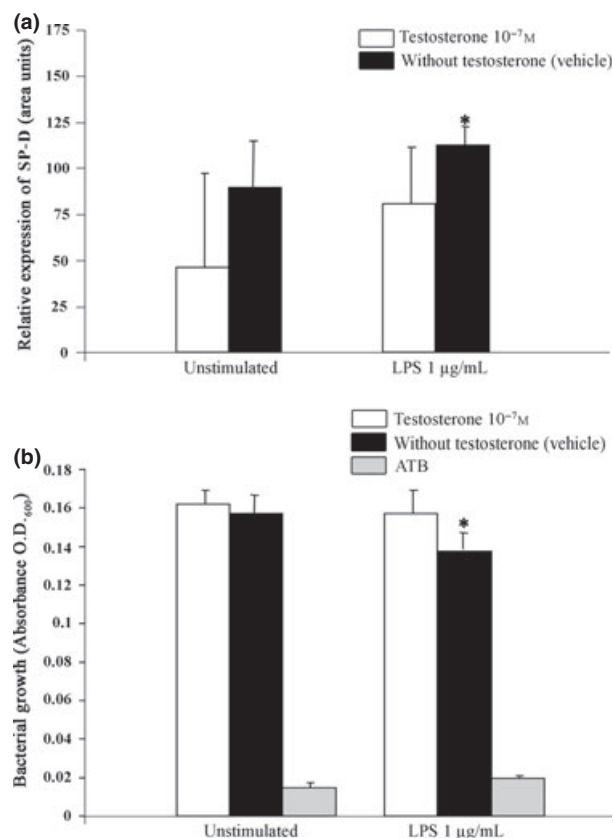 (a)
Testosterone 10⁻⁷M
Without testosterone (vehicle)
Relative expression of SP-D (area units)
175
150
125
100
75
50
25
0
*
Unstimulated
LPS 1 µg/mL
(b)
Testosterone 10⁻⁷M
Without testosterone (vehicle)
ATB
Bacterial growth (Absorbance O.D.₆₀₀)
0.18
0.16
0.14
0.12
0.1
0.08
0.06
0.04
0.02
0
*
Unstimulated
LPS 1 µg/mL